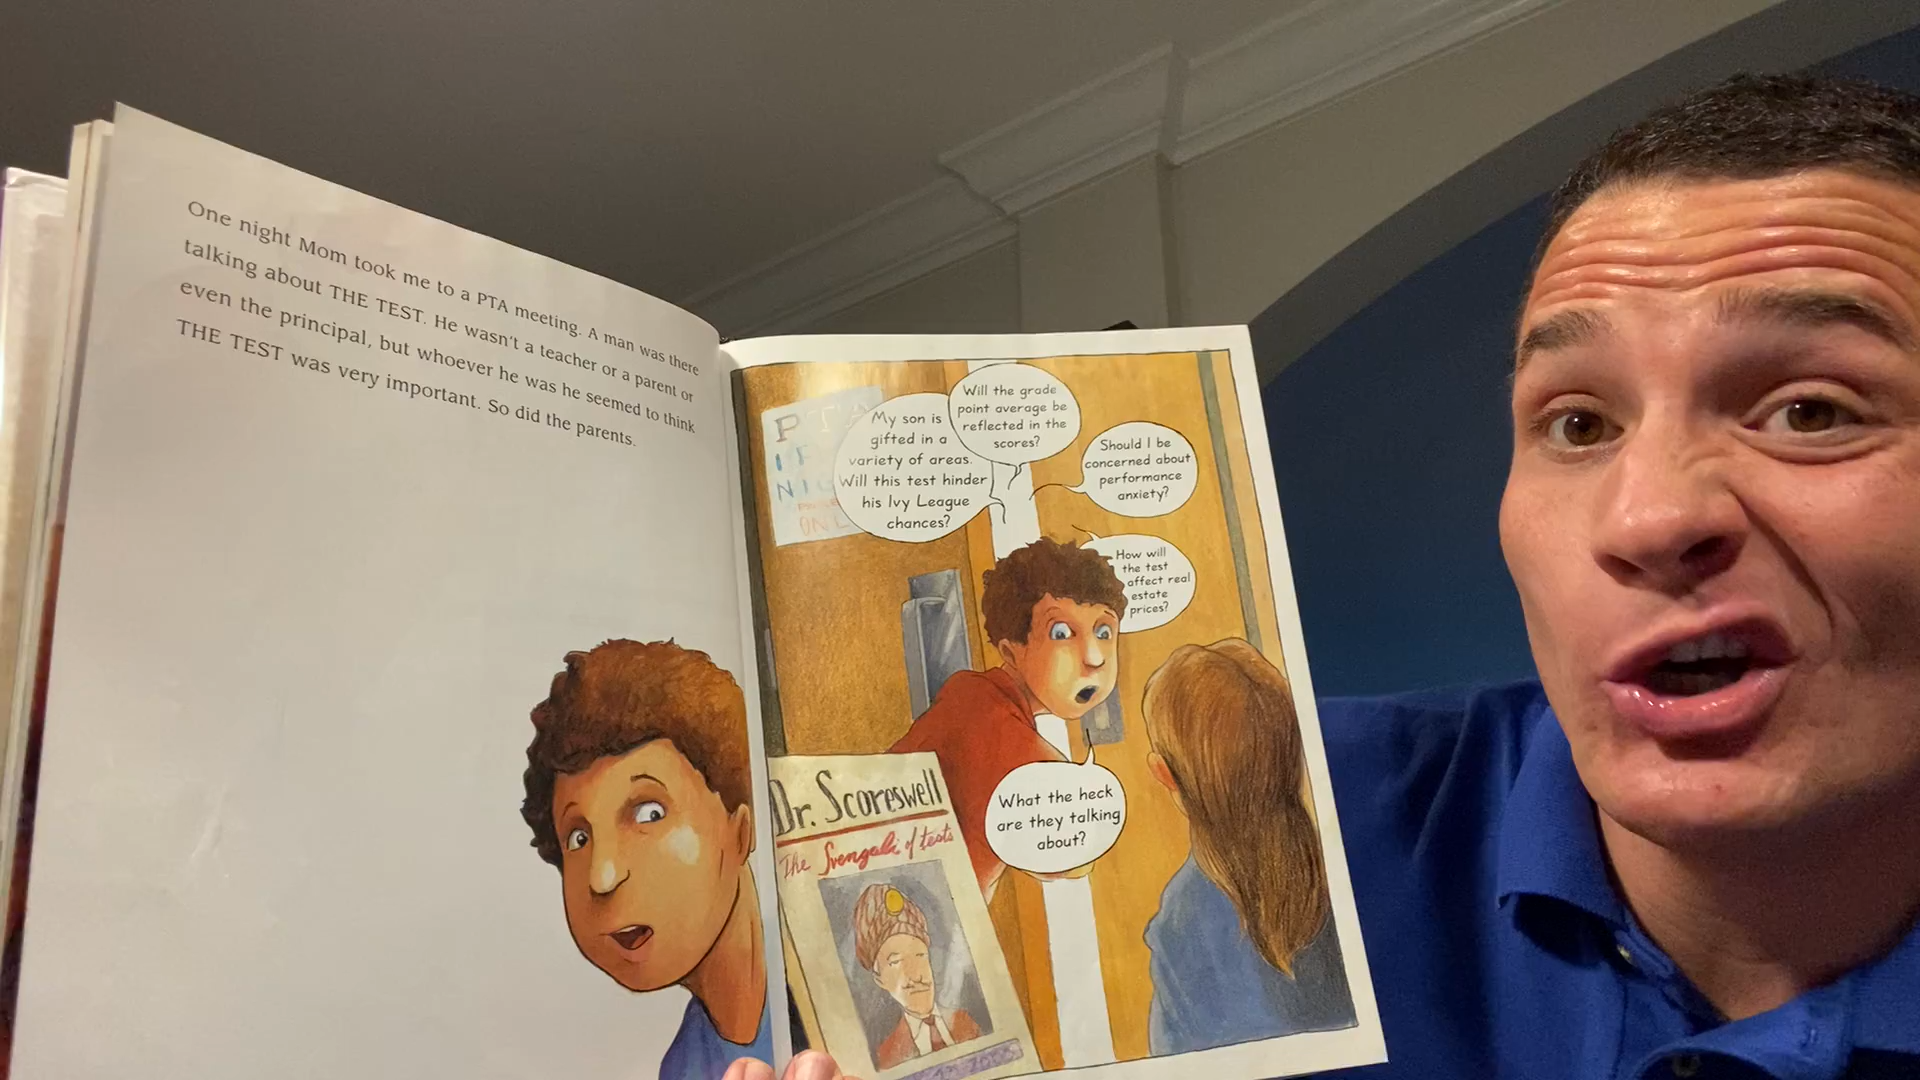 One night Mom took me to a PTA meeting. A man was there
talking about THE TEST. He wasn't a teacher or a parent or
even the principal, but whoever he was he seemed to think
THE TEST was very important. So did the parents.
My son is
gifted in a
variety of areas.
Will this test hinder
his Ivy League
chances?
Will the grade
point average be
reflected in the
scores?
Should I be
concerned about
performance
anxiety?
How will
the test
affect real
estate
prices?
What the heck
are they talking
about?
PTA
ONL
Dr. Scoreswell
The Svengali of tests